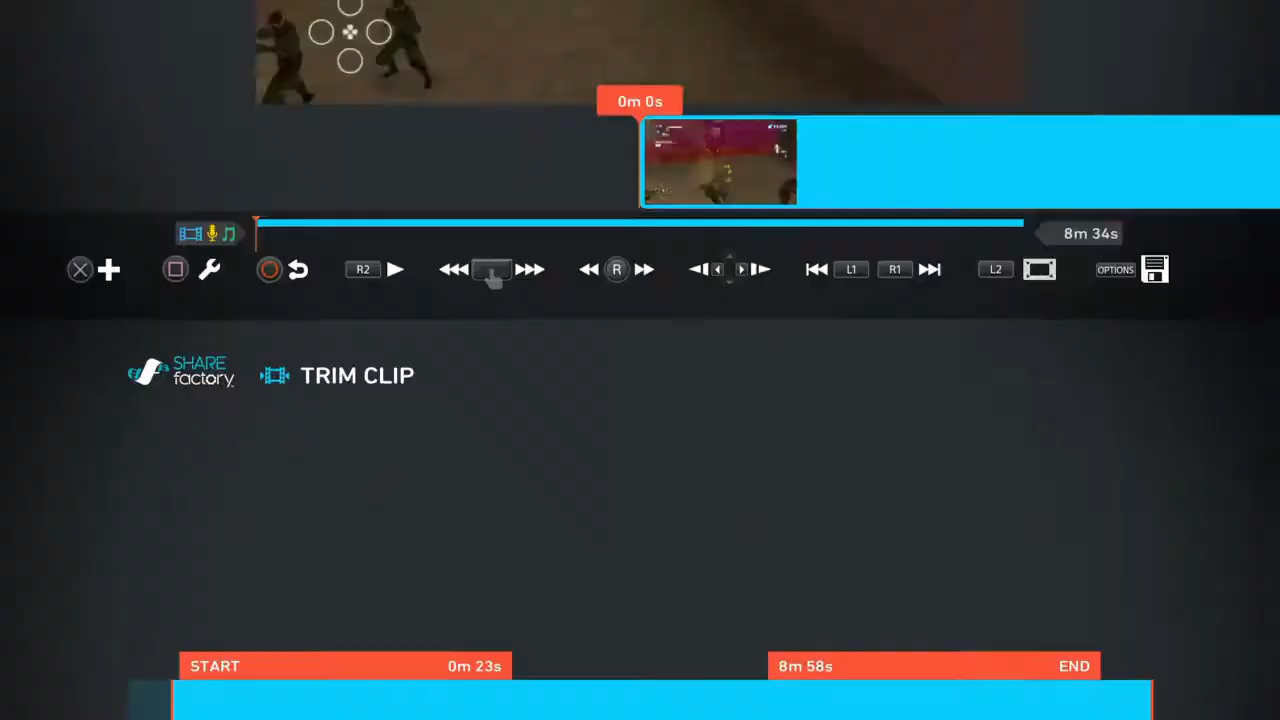 0m 0s
8m 34s
R2
R
L1
R1
L2
OPTIONS
SHARE
factory
TRIM CLIP
START
0m 23s
8m 58s
END